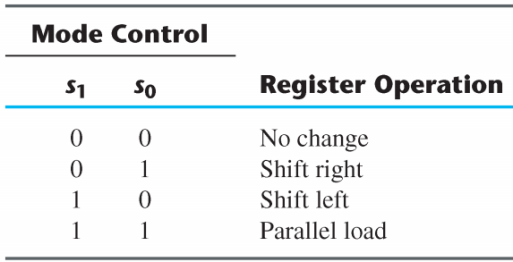 Mode Control
s1 s0 Register Operation
0 0 No change
0 1 Shift right
1 0 Shift left
1 1 Parallel load